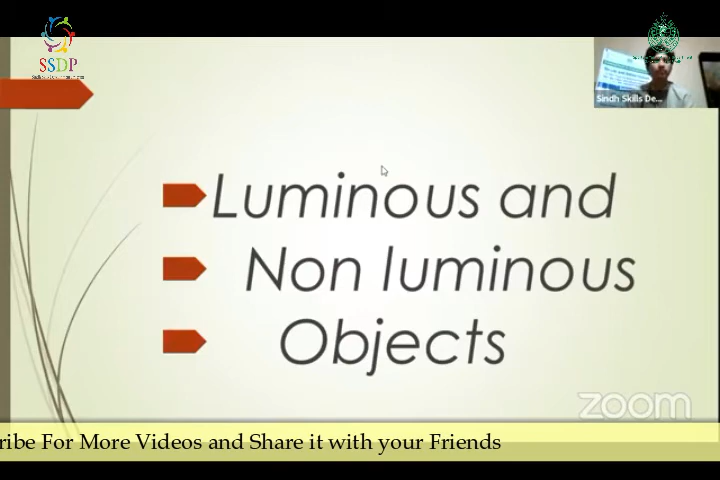 SSDP
Sindh Skills De...
Luminous and
Non luminous
Objects
zoom
ribe For More Videos and Share it with your Friends